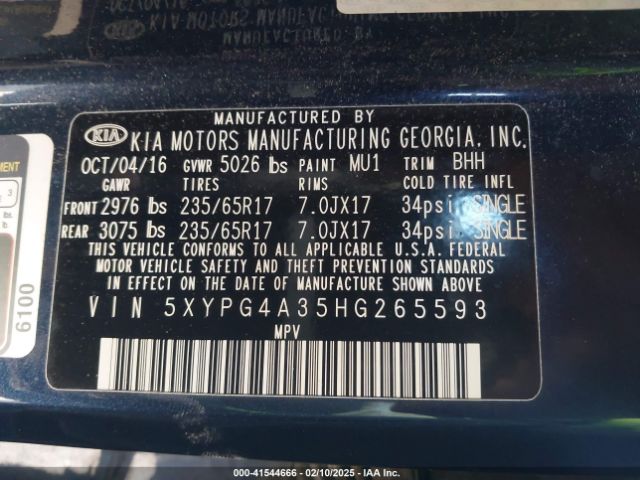 MANUFACTURED BY
KIA KIA MOTORS MANUFACTURING GEORGIA, INC.
OCT/04/16 GVWR 5026 lbs PAINT MU1 TRIM BHH
GAWR TIRES RIMS COLD TIRE INFL
FRONT 2976 lbs 235/65R17 7.0JX17 34psi SINGLE
REAR 3075 lbs 235/65R17 7.0JX17 34psi SINGLE
THIS VEHICLE CONFORMS TO ALL APPLICABLE U.S.A. FEDERAL
MOTOR VEHICLE SAFETY AND THEFT PREVENTION STANDARDS
IN EFFECT ON THE DATE OF MANUFACTURE SHOWN ABOVE
VIN 5XYPG4A35HG265593
MPV
3
6100
© 00-41544666 - 02/10/2025 - IAA Inc.